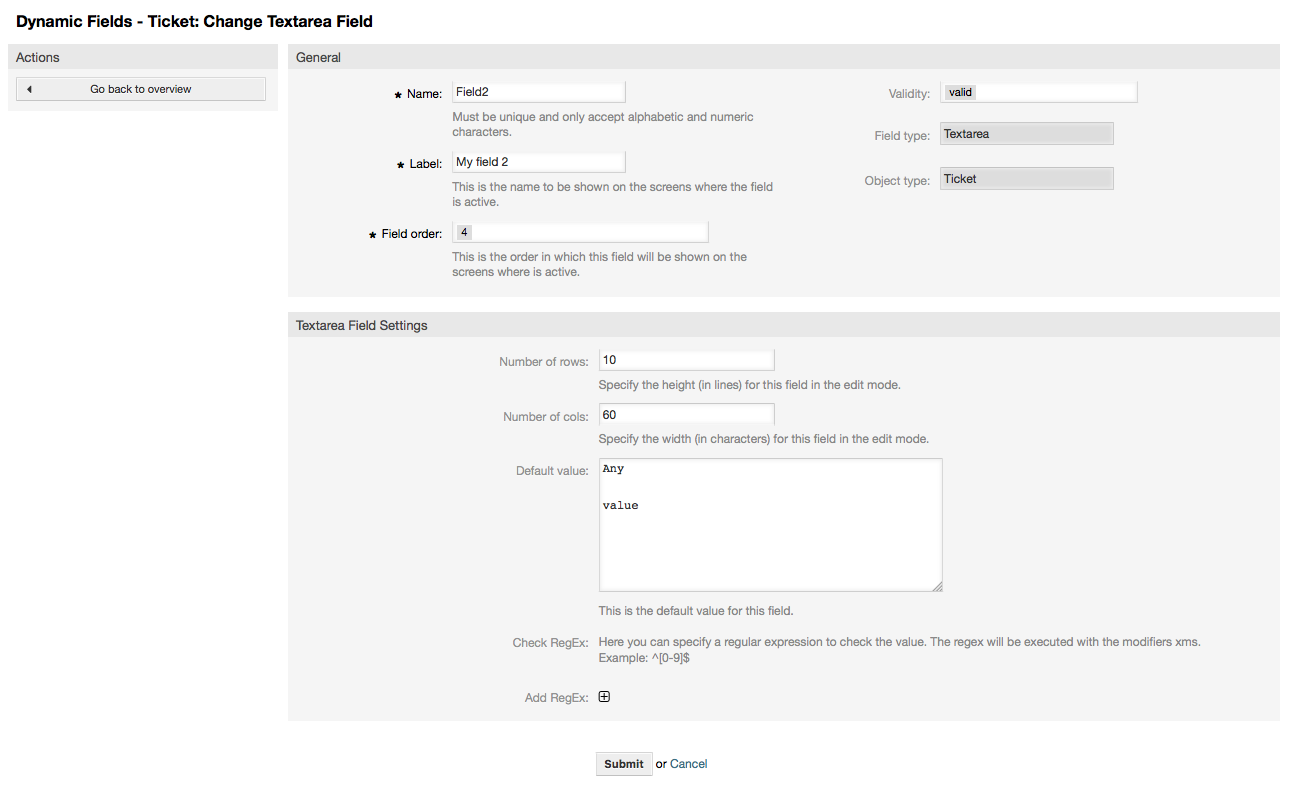 Dynamic Fields - Ticket: Change Textarea Field
Actions
Go back to overview
General
★ Name: Field2
Must be unique and only accept alphabetic and numeric
characters.
★ Label: My field 2
This is the name to be shown on the screens where the field
is active.
★ Field order: 4
This is the order in which this field will be shown on the
screens where is active.
Validity: valid
Field type: Textarea
Object type: Ticket
Textarea Field Settings
Number of rows: 10
Specify the height (in lines) for this field in the edit mode.
Number of cols: 60
Specify the width (in characters) for this field in the edit mode.
Default value: Any
value
This is the default value for this field.
Check RegEx: Here you can specify a regular expression to check the value. The regex will be executed with the modifiers xms.
Example: ^[0-9]$
Add RegEx:
Submit or Cancel